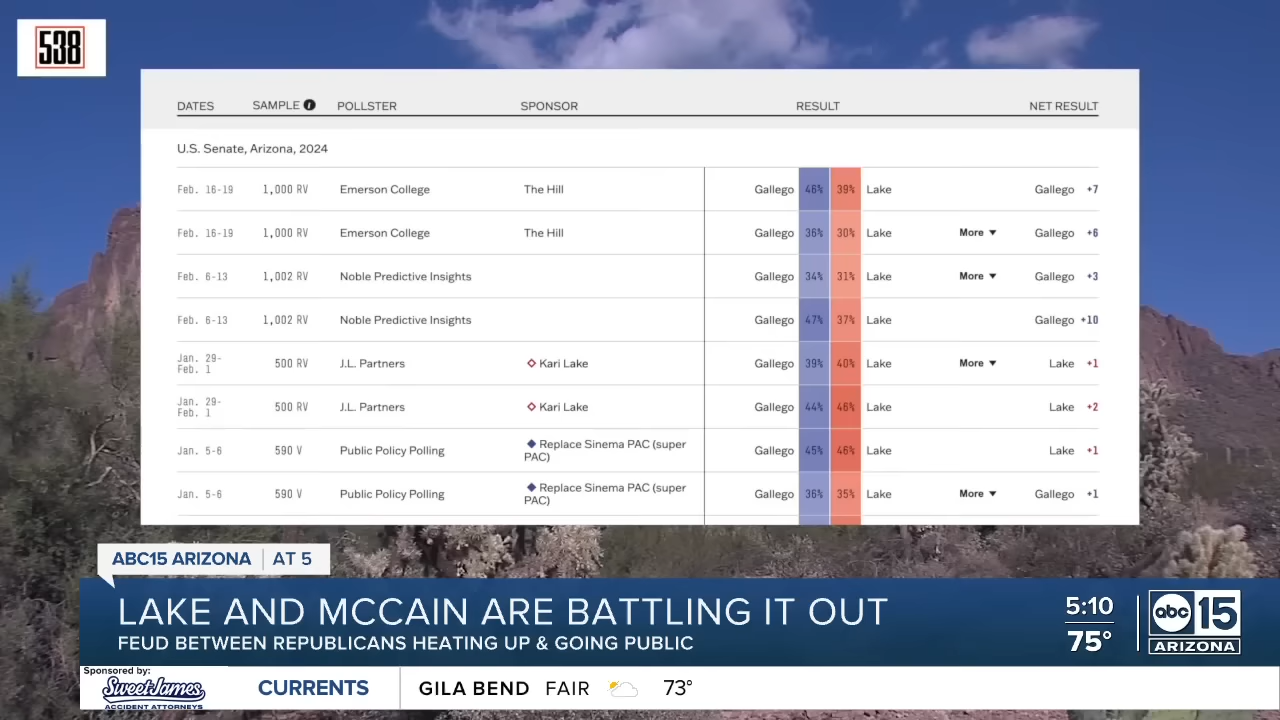 538
DATES SAMPLE i POLLSTER SPONSOR RESULT NET RESULT
U.S. Senate, Arizona, 2024
Feb. 16-19 1,000 RV Emerson College The Hill Gallego 46% 39% Lake Gallego +7
Feb. 16-19 1,000 RV Emerson College The Hill Gallego 36% 30% Lake More ▼ Gallego +6
Feb. 6-13 1,002 RV Noble Predictive Insights Gallego 34% 31% Lake More ▼ Gallego +3
Feb. 6-13 1,002 RV Noble Predictive Insights Gallego 47% 37% Lake Gallego +10
Jan. 29-
Feb. 1 500 RV J.L. Partners Kari Lake Gallego 39% 40% Lake More ▼ Lake +1
Jan. 29-
Feb. 1 500 RV J.L. Partners Kari Lake Gallego 44% 46% Lake Lake +2
Jan. 5-6 590 V Public Policy Polling Replace Sinema PAC (super
PAC) Gallego 45% 46% Lake Lake +1
Jan. 5-6 590 V Public Policy Polling Replace Sinema PAC (super
PAC) Gallego 36% 35% Lake More ▼ Gallego +1
ABC15 ARIZONA | AT 5
LAKE AND MCCAIN ARE BATTLING IT OUT
FEUD BETWEEN REPUBLICANS HEATING UP & GOING PUBLIC
5:10
75°
abc 15
ARIZONA
Sponsored by:
Sweet James
ACCIDENT ATTORNEYS
CURRENTS GILA BEND FAIR 73°